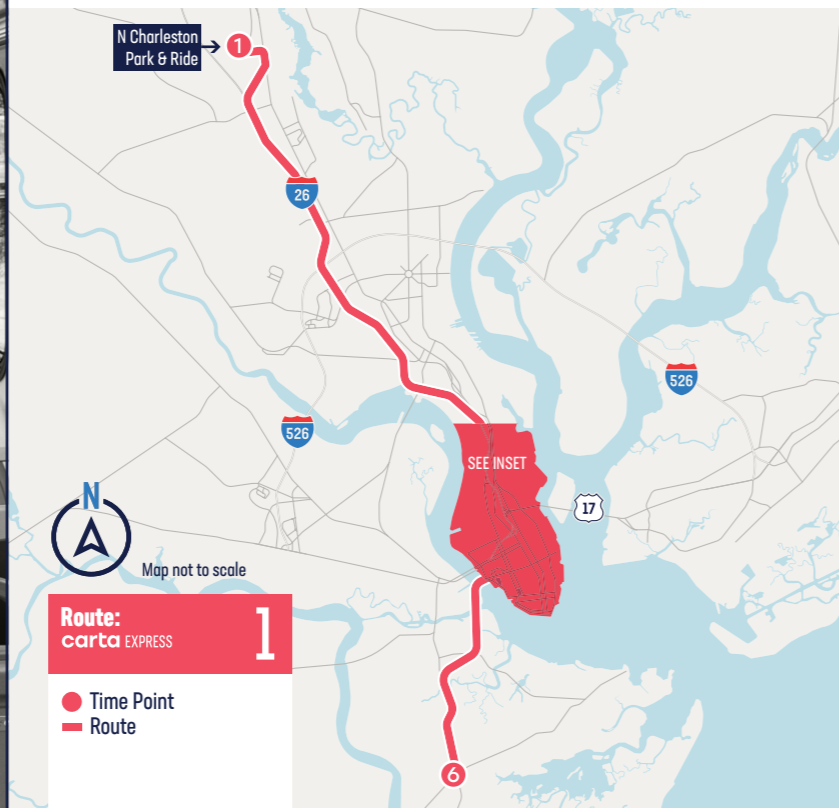 N Charleston
Park & Ride
1
26
526
526
SEE INSET
17
N
Map not to scale
Route:
carta EXPRESS
1
Time Point
Route
6